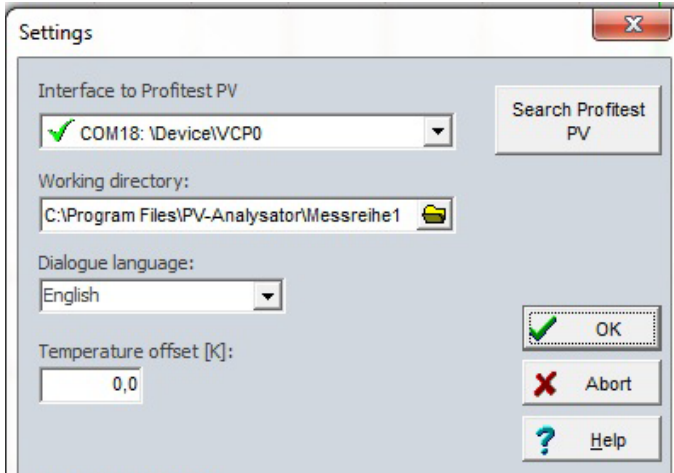 Settings
Interface to Profitest PV
COM18: \Device\VCP0
Search Profitest
PV
Working directory:
C:\Program Files\PV-Analysator\Messreihe1
Dialogue language:
English
Temperature offset [K]:
0,0
OK
Abort
Help